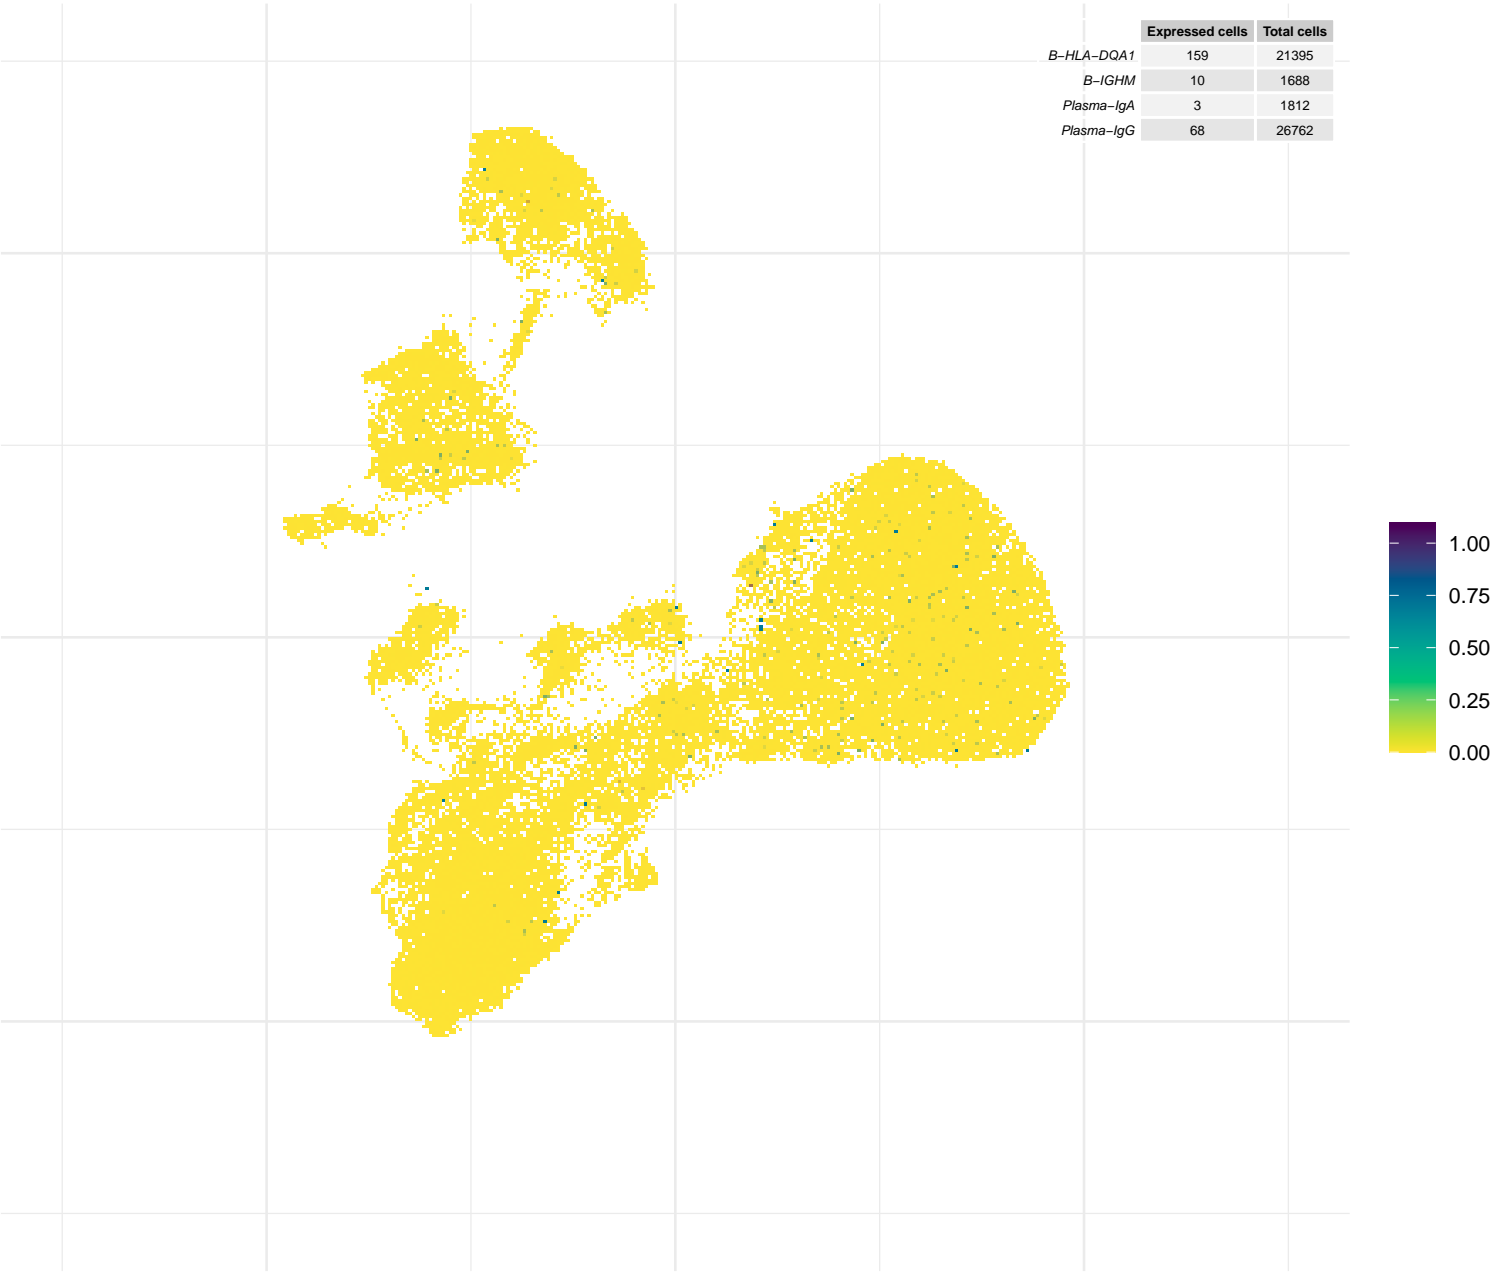 Expressed cells Total cells
B−HLA−DQA1 159 21395
B−IGHM 10 1688
Plasma−IgA 3 1812
Plasma−IgG 68 26762
1.00
0.75
0.50
0.25
0.00